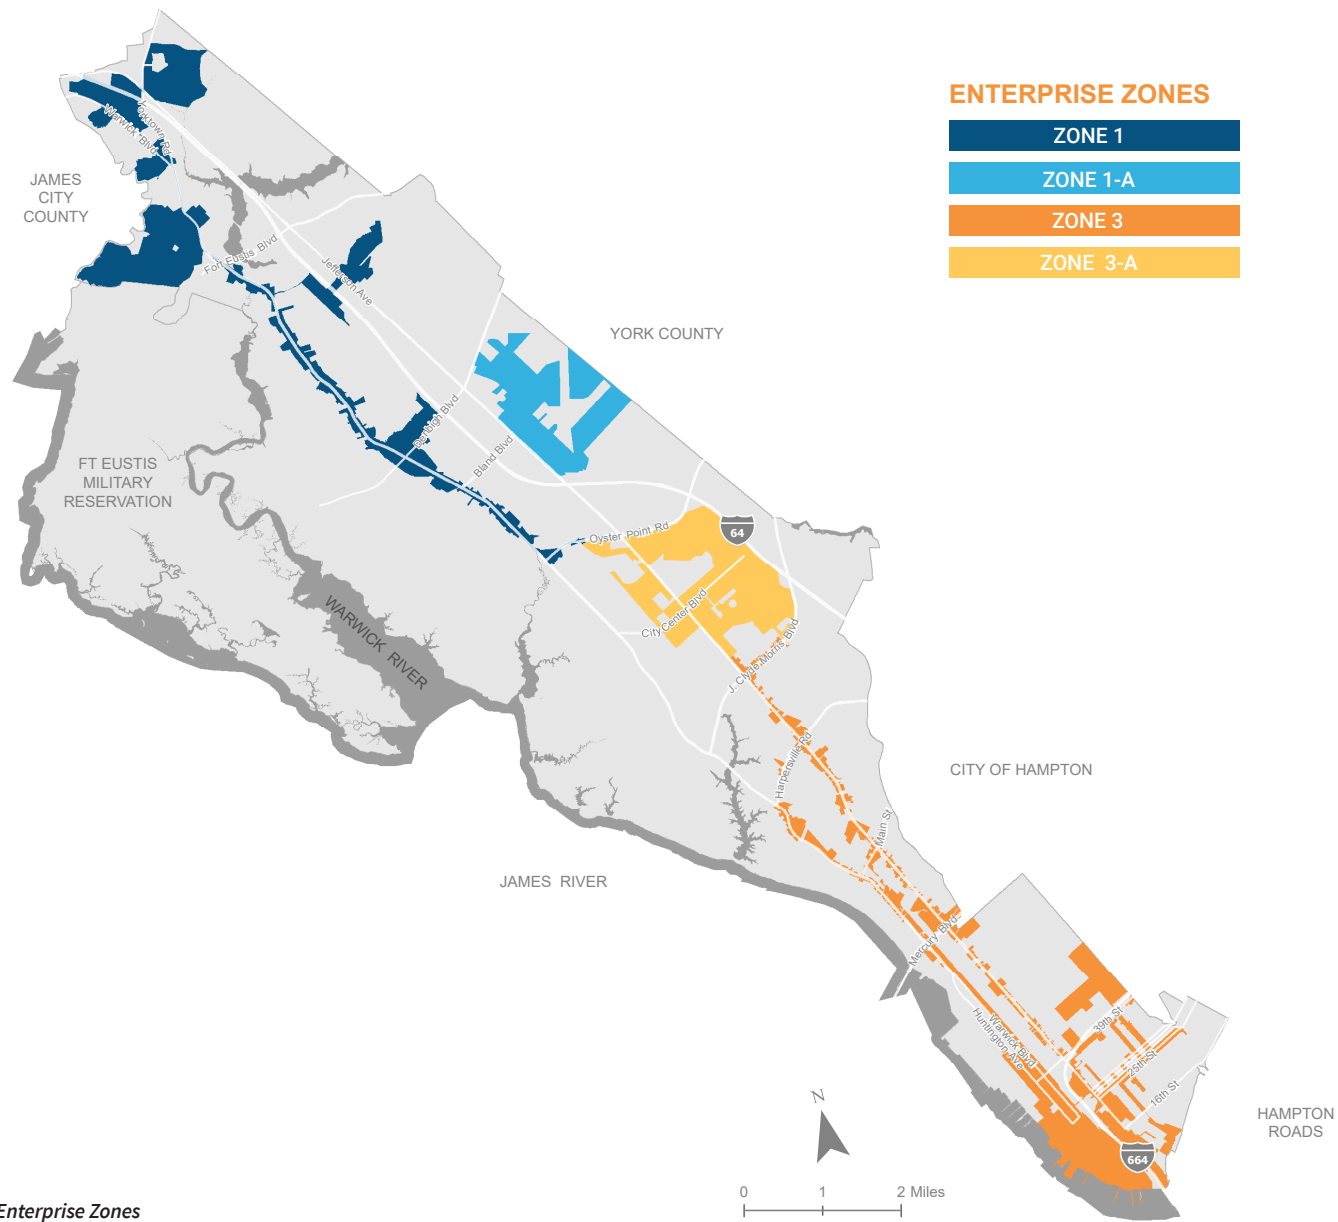 ENTERPRISE ZONES
ZONE 1
ZONE 1-A
ZONE 3
ZONE 3-A
Yorktown Rd
Warwick Blvd
JAMES
CITY
COUNTY
Fort Eustis Blvd
Jefferson Ave
YORK COUNTY
Denbigh Blvd
Bland Blvd
FT EUSTIS
MILITARY
RESERVATION
Oyster Point Rd
64
WARWICK RIVER
City Center Blvd
J. Clyde Morris Blvd
Harpersville Rd
CITY OF HAMPTON
Main St
JAMES RIVER
Mercury Blvd
Warwick Blvd
Huntington Ave
39th St
25th St
16th St
HAMPTON
ROADS
664
N
0 1 2 Miles
Enterprise Zones